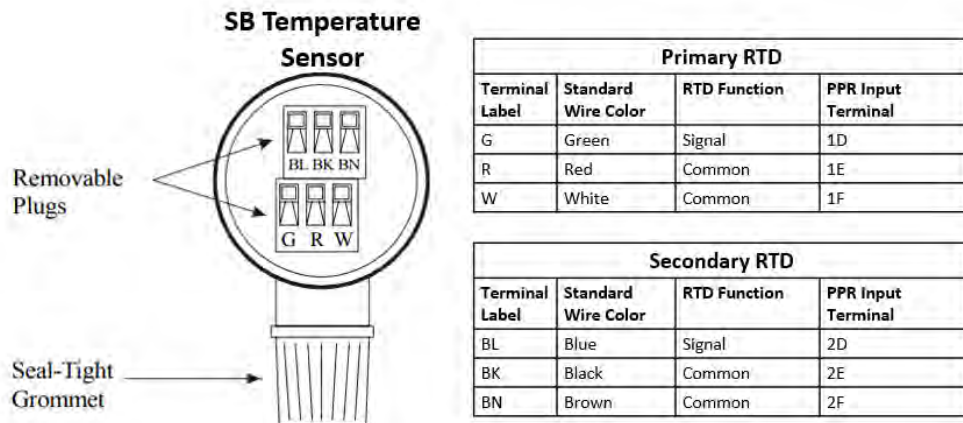 SB Temperature
Sensor
Removable
Plugs
BL BK BN
G R W
Seal-Tight
Grommet
Primary RTD
Terminal Label Standard Wire Color RTD Function PPR Input Terminal
G Green Signal 1D
R Red Common 1E
W White Common 1F
Secondary RTD
Terminal Label Standard Wire Color RTD Function PPR Input Terminal
BL Blue Signal 2D
BK Black Common 2E
BN Brown Common 2F